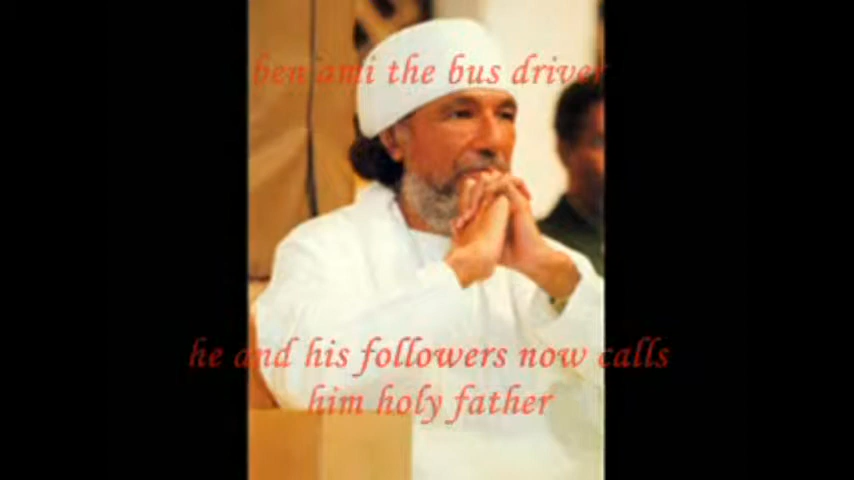 ben ami the bus driver
he and his followers now calls
him holy father